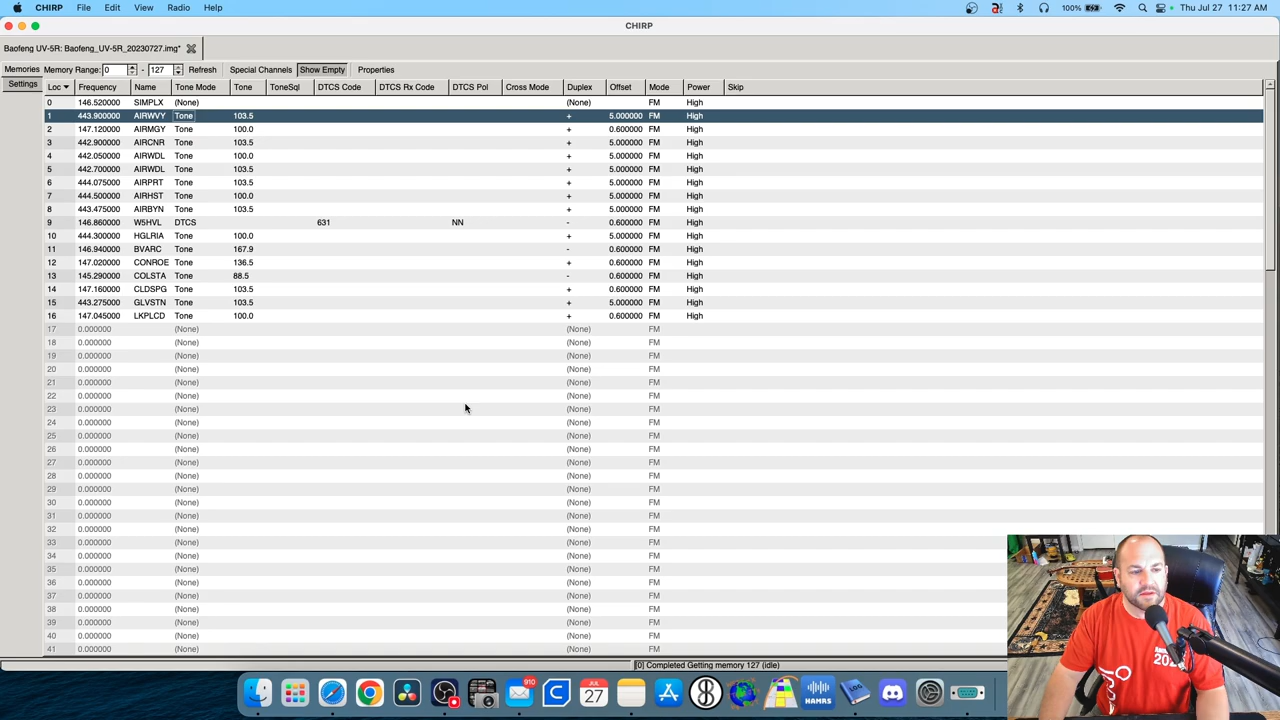 CHIRP File Edit View Radio Help 100% Thu Jul 27 11:27 AM
CHIRP
Baofeng UV-5R: Baofeng_UV-5R_20230727.img*
Memories Memory Range: 0 - 127 Refresh Special Channels Show Empty Properties
Settings
Loc Frequency Name Tone Mode Tone ToneSql DTCS Code DTCS Rx Code DTCS Pol Cross Mode Duplex Offset Mode Power Skip
0 146.520000 SIMPLX (None) (None) FM High
1 443.900000 AIRWVY Tone 103.5 + 5.000000 FM High
2 147.120000 AIRMGY Tone 100.0 + 0.600000 FM High
3 442.900000 AIRCNR Tone 103.5 + 5.000000 FM High
4 442.050000 AIRWDL Tone 100.0 + 5.000000 FM High
5 442.700000 AIRWDL Tone 103.5 + 5.000000 FM High
6 444.075000 AIRPRT Tone 103.5 + 5.000000 FM High
7 444.500000 AIRHST Tone 100.0 + 5.000000 FM High
8 443.475000 AIRBYN Tone 103.5 + 5.000000 FM High
9 146.860000 W5HVL DTCS 631 NN - 0.600000 FM High
10 444.300000 HGLRIA Tone 100.0 + 5.000000 FM High
11 146.940000 BVARC Tone 167.9 - 0.600000 FM High
12 147.020000 CONROE Tone 136.5 + 0.600000 FM High
13 145.290000 COLSTA Tone 88.5 - 0.600000 FM High
14 147.160000 CLDSPG Tone 103.5 + 0.600000 FM High
15 443.275000 GLVSTN Tone 103.5 + 5.000000 FM High
16 147.045000 LKPLCD Tone 100.0 + 0.600000 FM High
17 0.000000 (None) (None) FM
18 0.000000 (None) (None) FM
19 0.000000 (None) (None) FM
20 0.000000 (None) (None) FM
21 0.000000 (None) (None) FM
22 0.000000 (None) (None) FM
23 0.000000 (None) (None) FM
24 0.000000 (None) (None) FM
25 0.000000 (None) (None) FM
26 0.000000 (None) (None) FM
27 0.000000 (None) (None) FM
28 0.000000 (None) (None) FM
29 0.000000 (None) (None) FM
30 0.000000 (None) (None) FM
31 0.000000 (None) (None) FM
32 0.000000 (None) (None) FM
33 0.000000 (None) (None) FM
34 0.000000 (None) (None) FM
35 0.000000 (None) (None) FM
36 0.000000 (None) (None) FM
37 0.000000 (None) (None) FM
38 0.000000 (None) (None) FM
39 0.000000 (None) (None) FM
40 0.000000 (None) (None) FM
41 0.000000 (None) (None) FM
[0] Completed Getting memory 127 (idle)
910
JUL
27
HAMRS
LOG